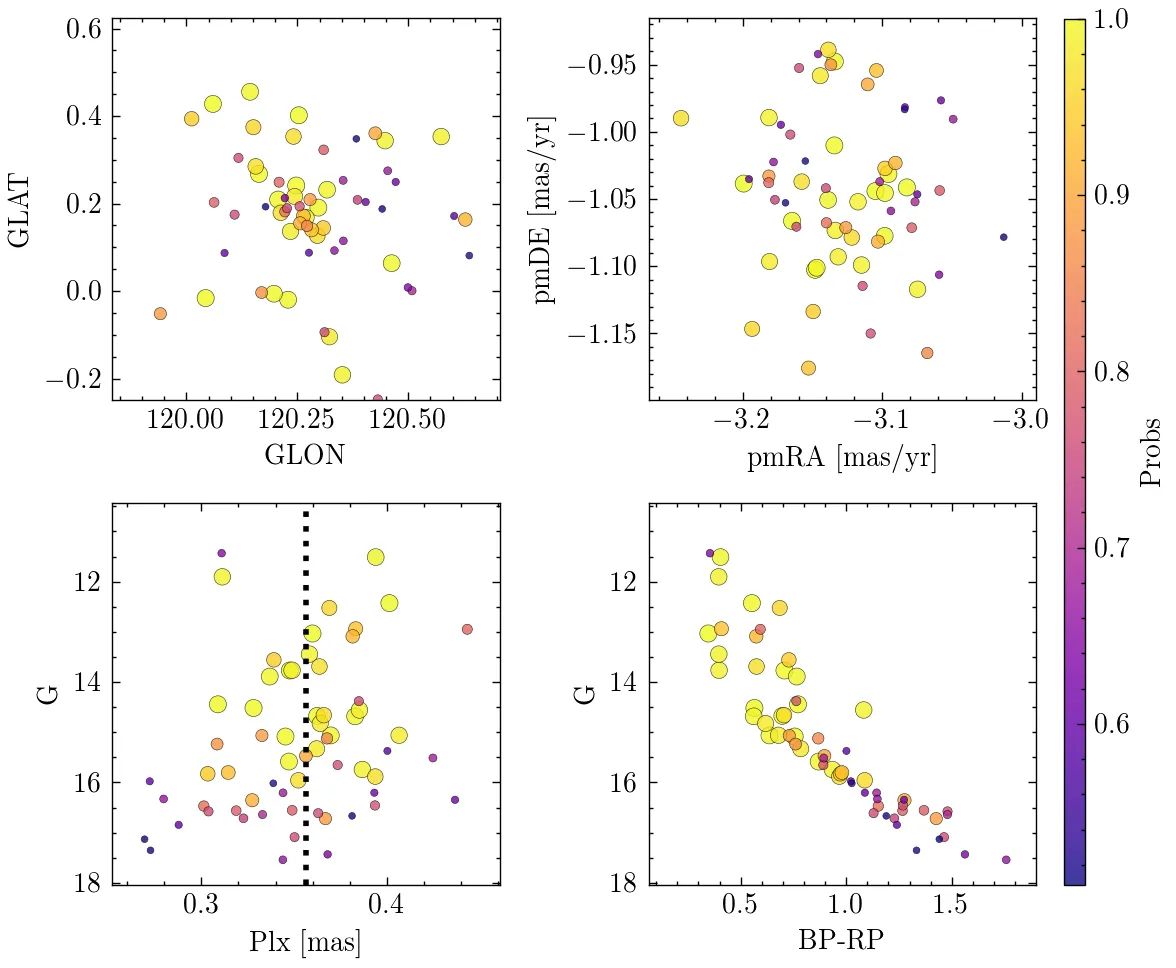 0.6
0.4
0.2
0.0
−0.2
GLAT
120.00 120.25 120.50
GLON
−0.95
−1.00
−1.05
−1.10
−1.15
pmDE [mas/yr]
−3.2 −3.1 −3.0
pmRA [mas/yr]
12
14
16
18
G
0.3 0.4
Plx [mas]
12
14
16
18
G
0.5 1.0 1.5
BP-RP
1.0
0.9
0.8
0.7
0.6
Probs